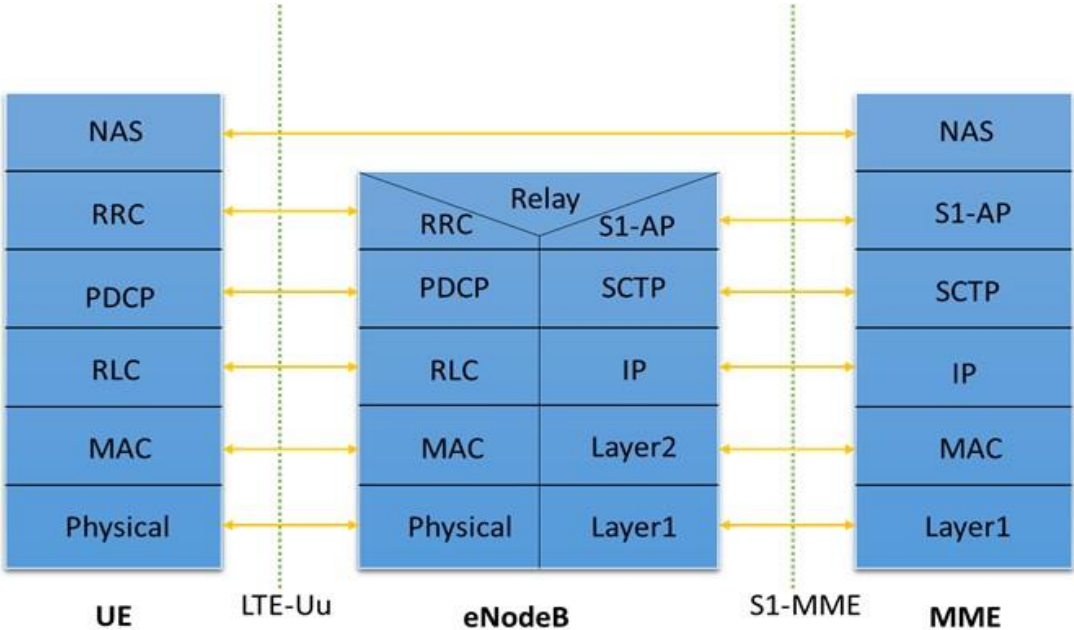 NAS
RRC
PDCP
RLC
MAC
Physical
UE
LTE-Uu
Relay
RRC
S1-AP
PDCP
SCTP
RLC
IP
MAC
Layer2
Physical
Layer1
eNodeB
S1-MME
NAS
S1-AP
SCTP
IP
MAC
Layer1
MME